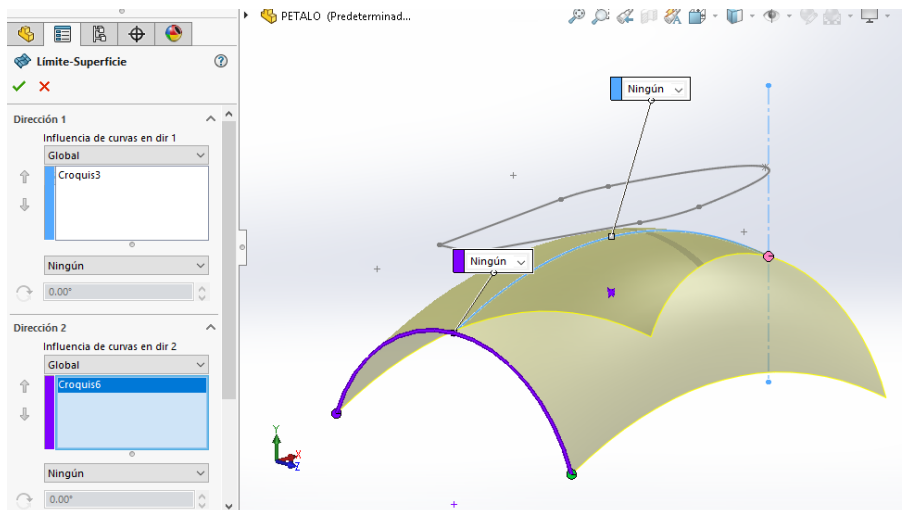 PETALO (Predeterminad...
Límite-Superficie
Dirección 1
Influencia de curvas en dir 1
Global
Croquis3
Ningún
0.00°
Dirección 2
Influencia de curvas en dir 2
Global
Croquis6
Ningún
0.00°
Ningún
Ningún
Y
X
Z